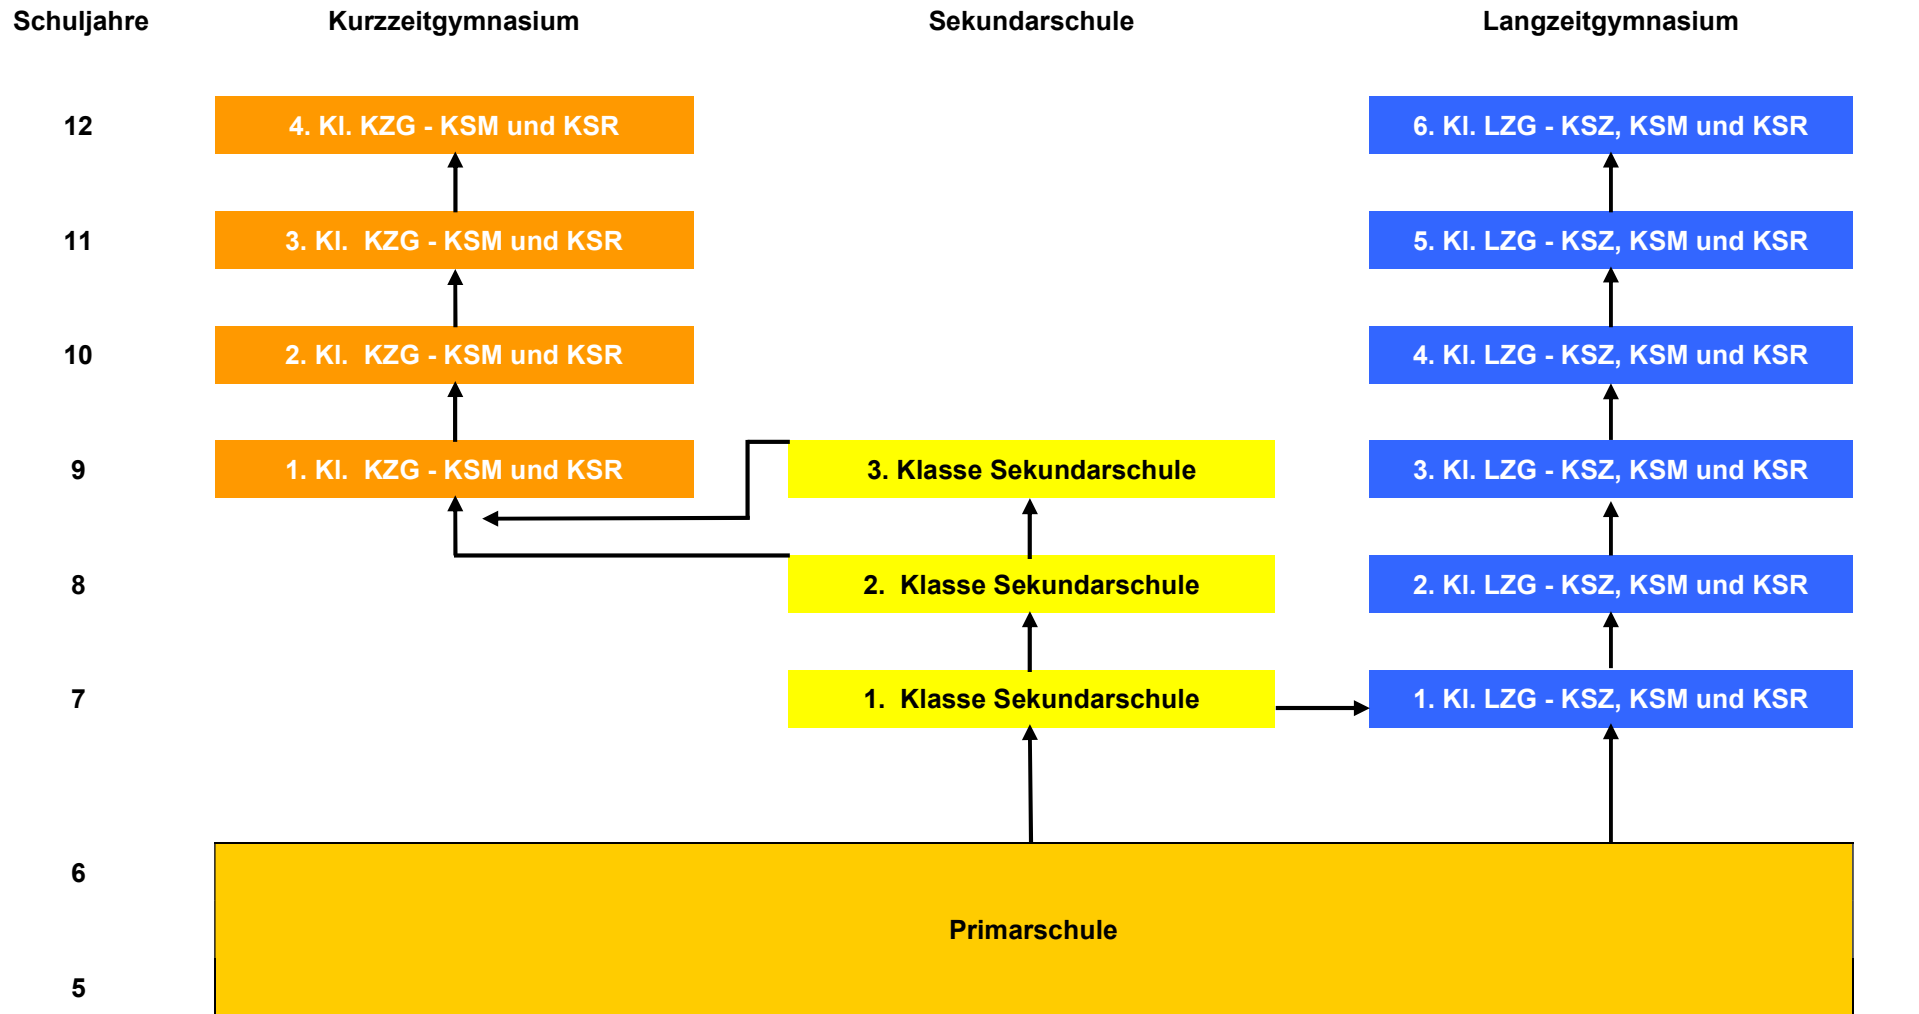 Schuljahre Kurzzeitgymnasium Sekundarschule Langzeitgymnasium
12 4. Kl. KZG - KSM und KSR 6. Kl. LZG - KSZ, KSM und KSR
11 3. Kl. KZG - KSM und KSR 5. Kl. LZG - KSZ, KSM und KSR
10 2. Kl. KZG - KSM und KSR 4. Kl. LZG - KSZ, KSM und KSR
9 1. Kl. KZG - KSM und KSR 3. Klasse Sekundarschule 3. Kl. LZG - KSZ, KSM und KSR
8 2. Klasse Sekundarschule 2. Kl. LZG - KSZ, KSM und KSR
7 1. Klasse Sekundarschule 1. Kl. LZG - KSZ, KSM und KSR
6
Primarschule
5